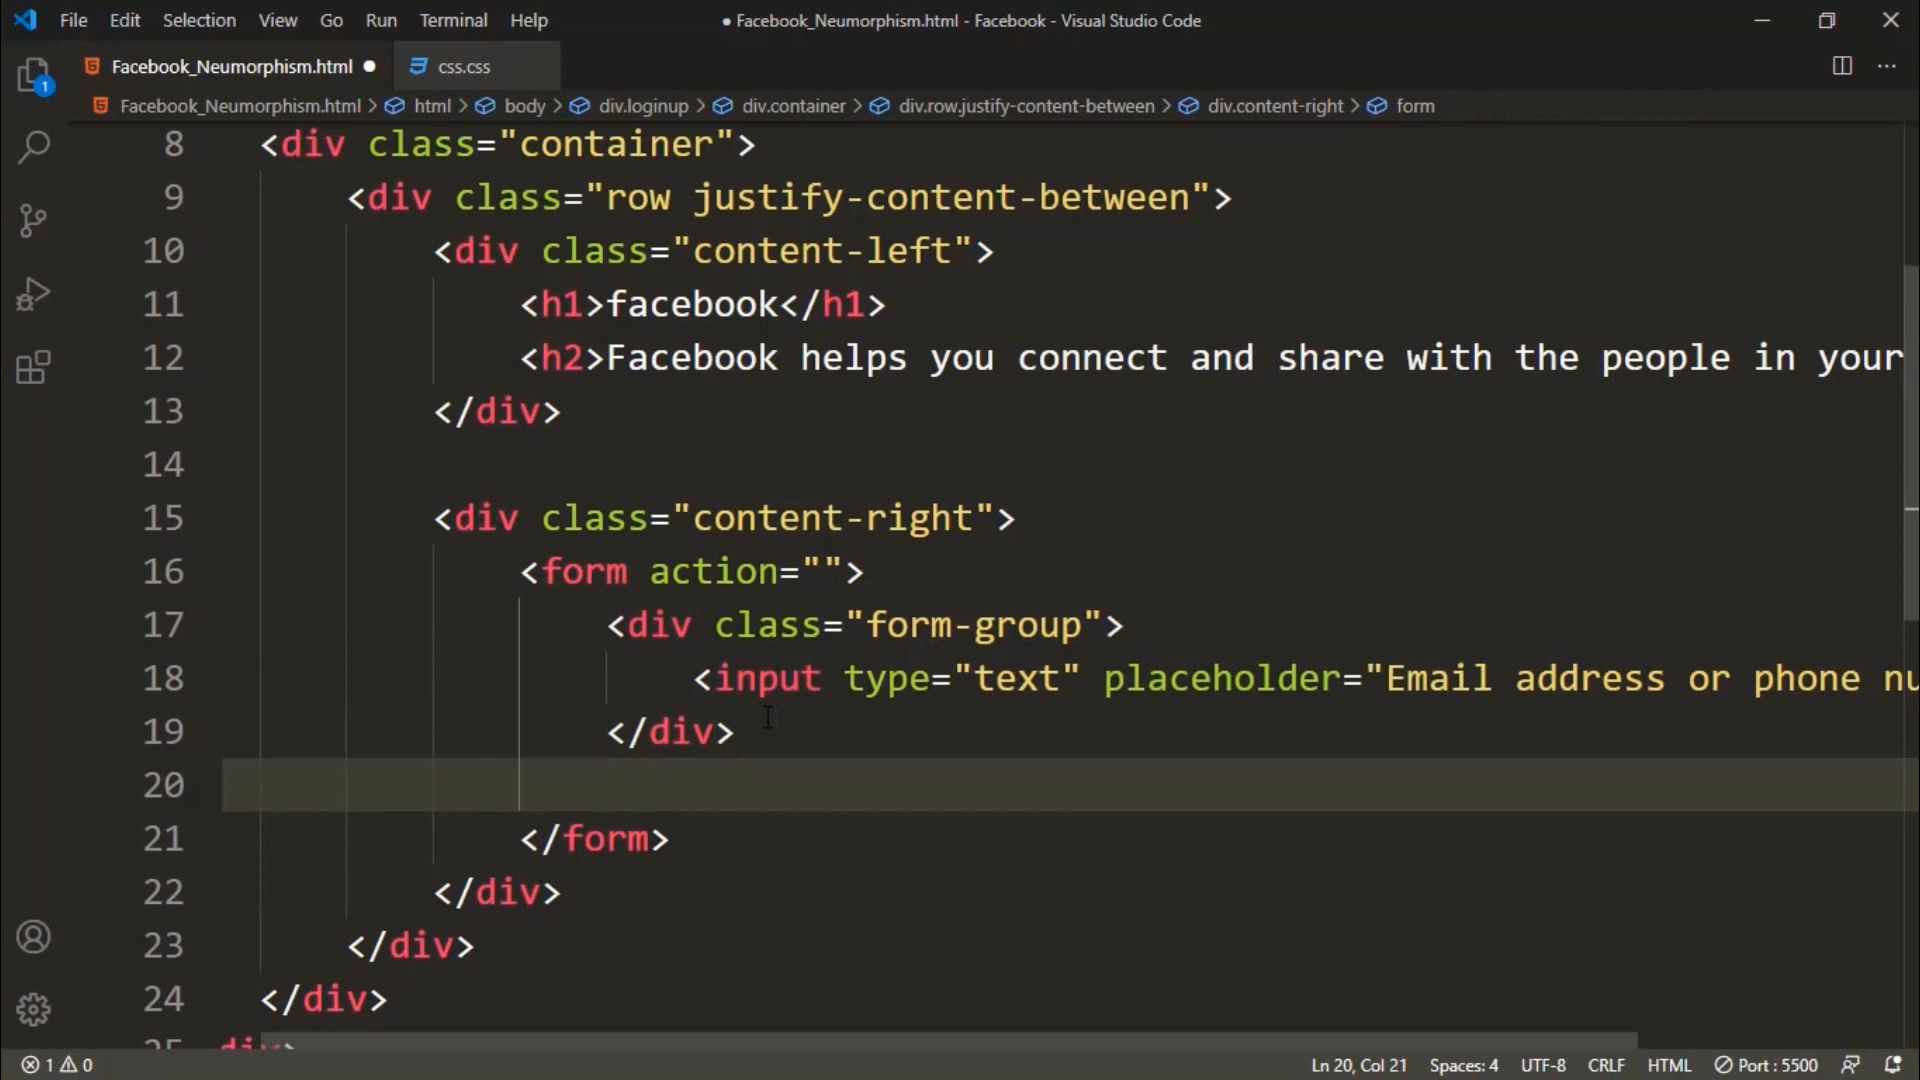 File Edit Selection View Go Run Terminal Help
● Facebook_Neumorphism.html - Facebook - Visual Studio Code
Facebook_Neumorphism.html ●
css.css
1
Facebook_Neumorphism.html > html > body > div.loginup > div.container > div.row.justify-content-between > div.content-right > form
8 <div class="container">
9 <div class="row justify-content-between">
10 <div class="content-left">
11 <h1>facebook</h1>
12 <h2>Facebook helps you connect and share with the people in your
13 </div>
14
15 <div class="content-right">
16 <form action="">
17 <div class="form-group">
18 <input type="text" placeholder="Email address or phone nu
19 </div>
20
21 </form>
22 </div>
23 </div>
24 </div>
25 div>
1 0
Ln 20, Col 21 Spaces: 4 UTF-8 CRLF HTML Port : 5500